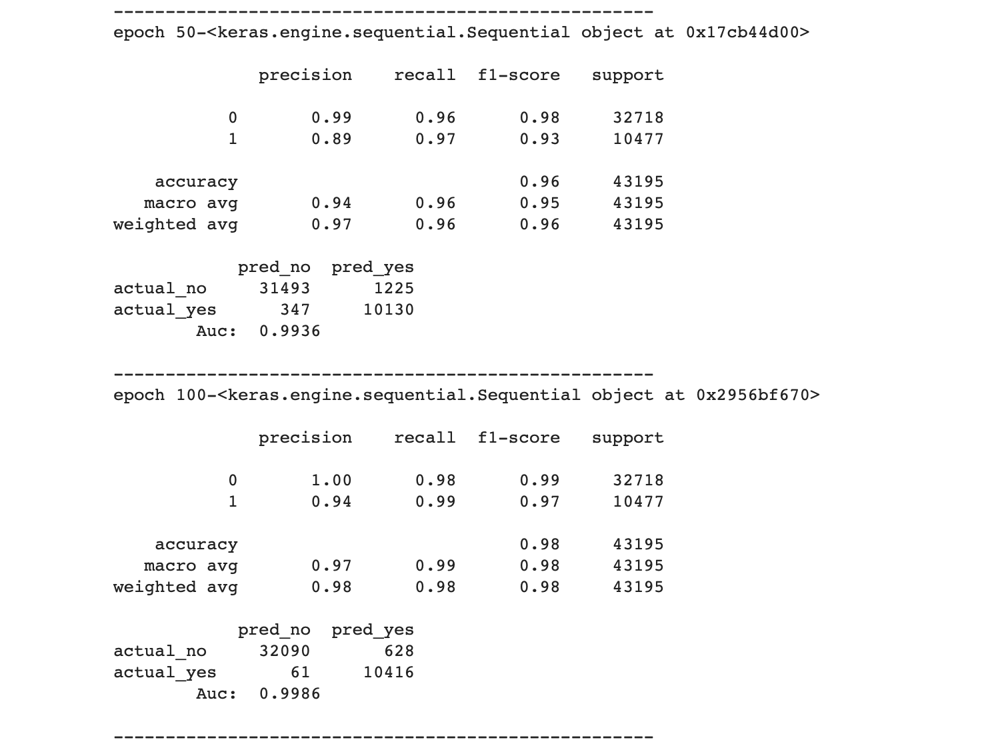 ----------------------------------------------------
epoch 50-<keras.engine.sequential.Sequential object at 0x17cb44d00>
precision    recall  f1-score   support
0       0.99      0.96      0.98     32718
1       0.89      0.97      0.93     10477
accuracy                           0.96     43195
macro avg       0.94      0.96      0.95     43195
weighted avg       0.97      0.96      0.96     43195
pred_no  pred_yes
actual_no     31493      1225
actual_yes      347     10130
Auc:  0.9936
----------------------------------------------------
epoch 100-<keras.engine.sequential.Sequential object at 0x2956bf670>
precision    recall  f1-score   support
0       1.00      0.98      0.99     32718
1       0.94      0.99      0.97     10477
accuracy                           0.98     43195
macro avg       0.97      0.99      0.98     43195
weighted avg       0.98      0.98      0.98     43195
pred_no  pred_yes
actual_no     32090       628
actual_yes       61     10416
Auc:  0.9986
----------------------------------------------------